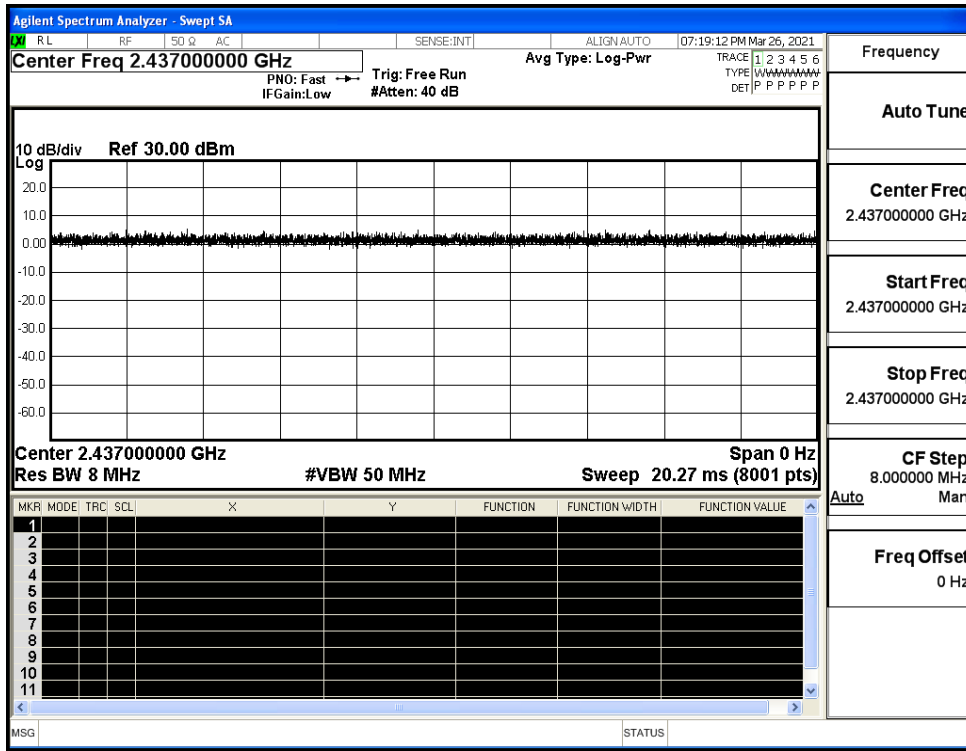 Agilent Spectrum Analyzer - Swept SA
LXI RL RF 50 Ω AC SENSE:INT ALIGN AUTO 07:19:12 PM Mar 26, 2021
Center Freq 2.437000000 GHz
PNO: Fast
IFGain:Low
Trig: Free Run
#Atten: 40 dB
Avg Type: Log-Pwr
TRACE 1 2 3 4 5 6
TYPE
DET P P P P P P
10 dB/div Ref 30.00 dBm
Log
20.0
10.0
0.00
-10.0
-20.0
-30.0
-40.0
-50.0
-60.0
Center 2.437000000 GHz Span 0 Hz
Res BW 8 MHz #VBW 50 MHz Sweep 20.27 ms (8001 pts)
MKR MODE TRC SCL X Y FUNCTION FUNCTION WIDTH FUNCTION VALUE
1
2
3
4
5
6
7
8
9
10
11
MSG STATUS
Frequency
Auto Tune
Center Freq
2.437000000 GHz
Start Freq
2.437000000 GHz
Stop Freq
2.437000000 GHz
CF Step
8.000000 MHz
Auto Man
Freq Offset
0 Hz